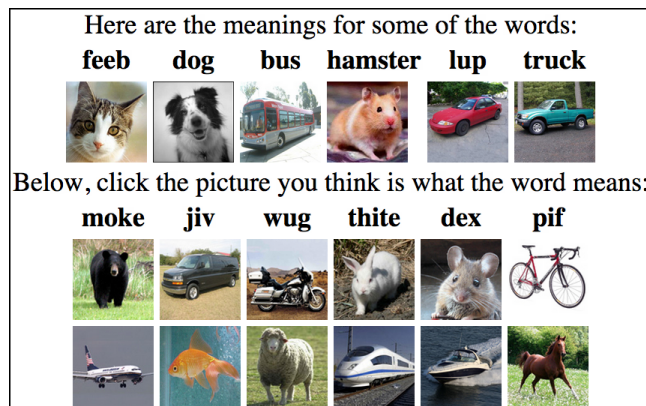 Here are the meanings for some of the words:
feeb dog bus hamster lup truck
Below, click the picture you think is what the word means:
moke jiv wug thite dex pif